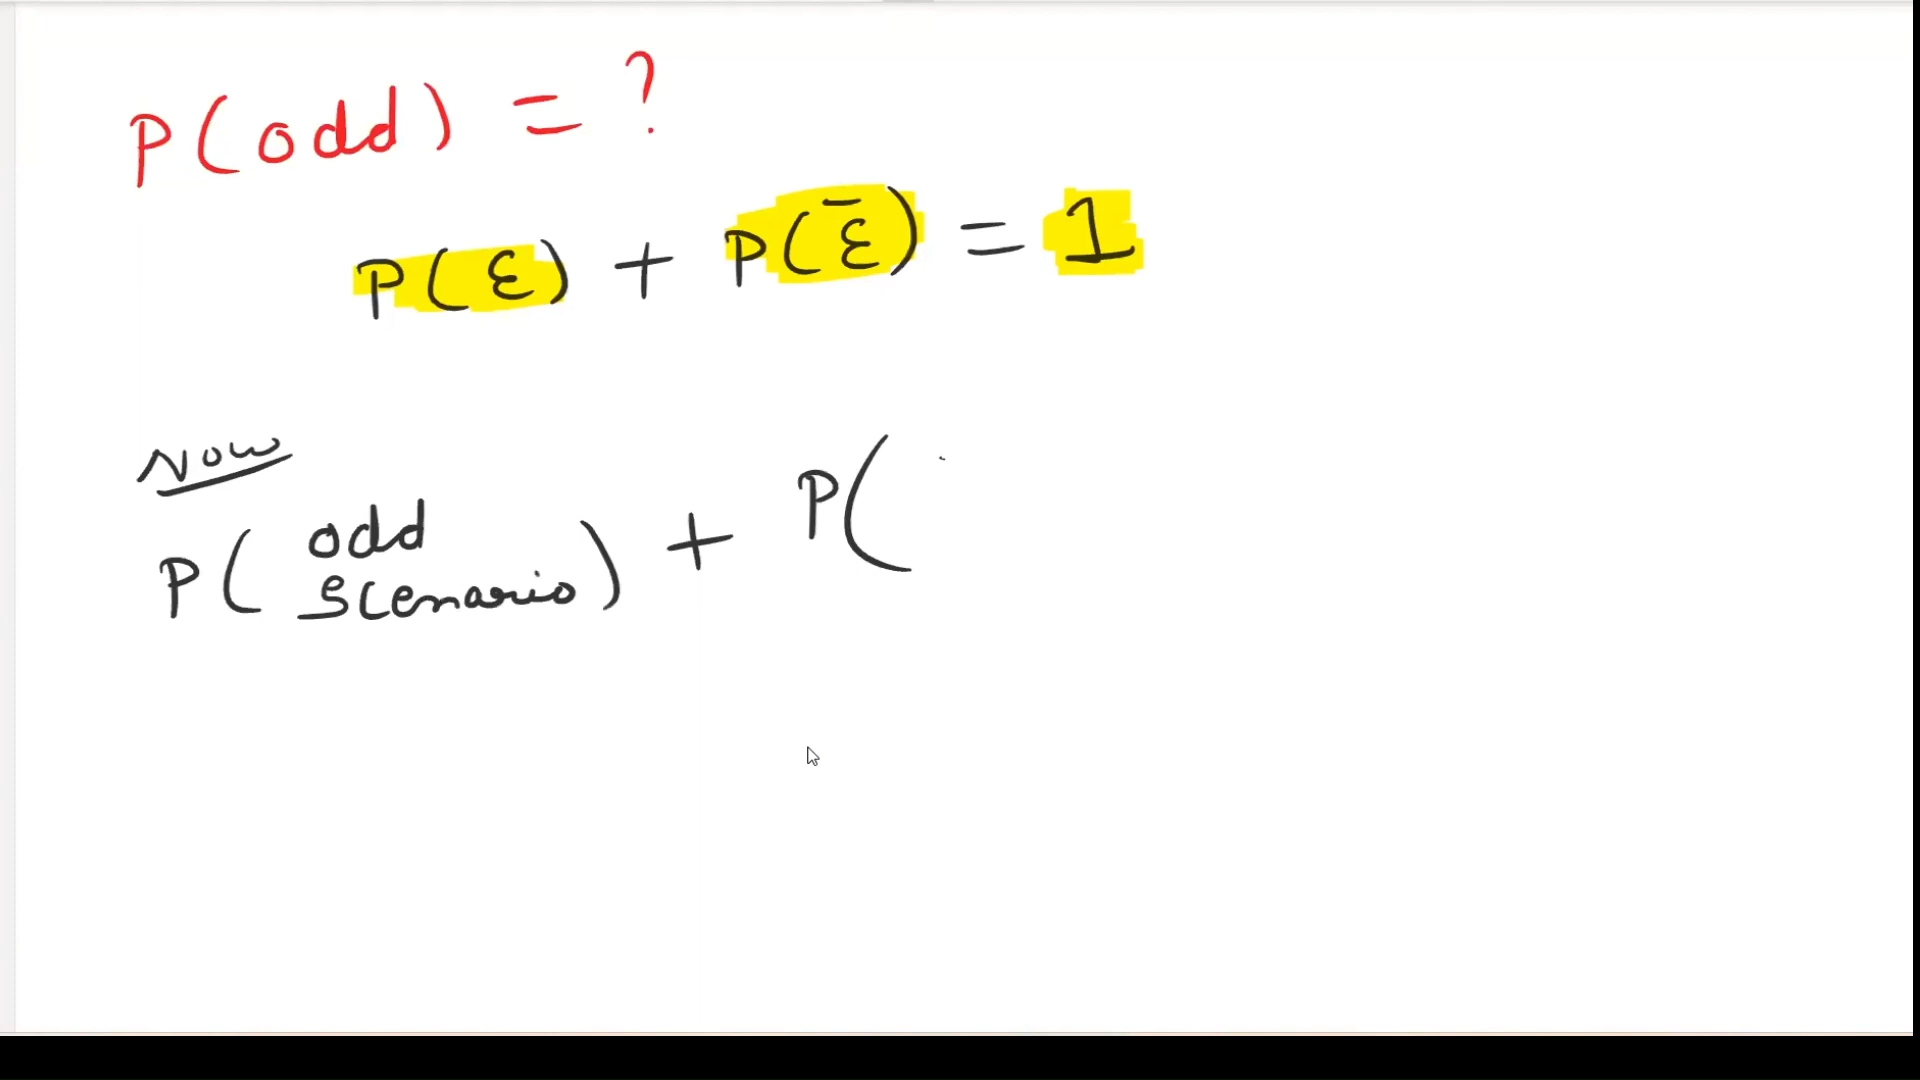 P(odd) = ?
P(ε) + P(ε̄) = 1
Now
P(odd scenario) + P(